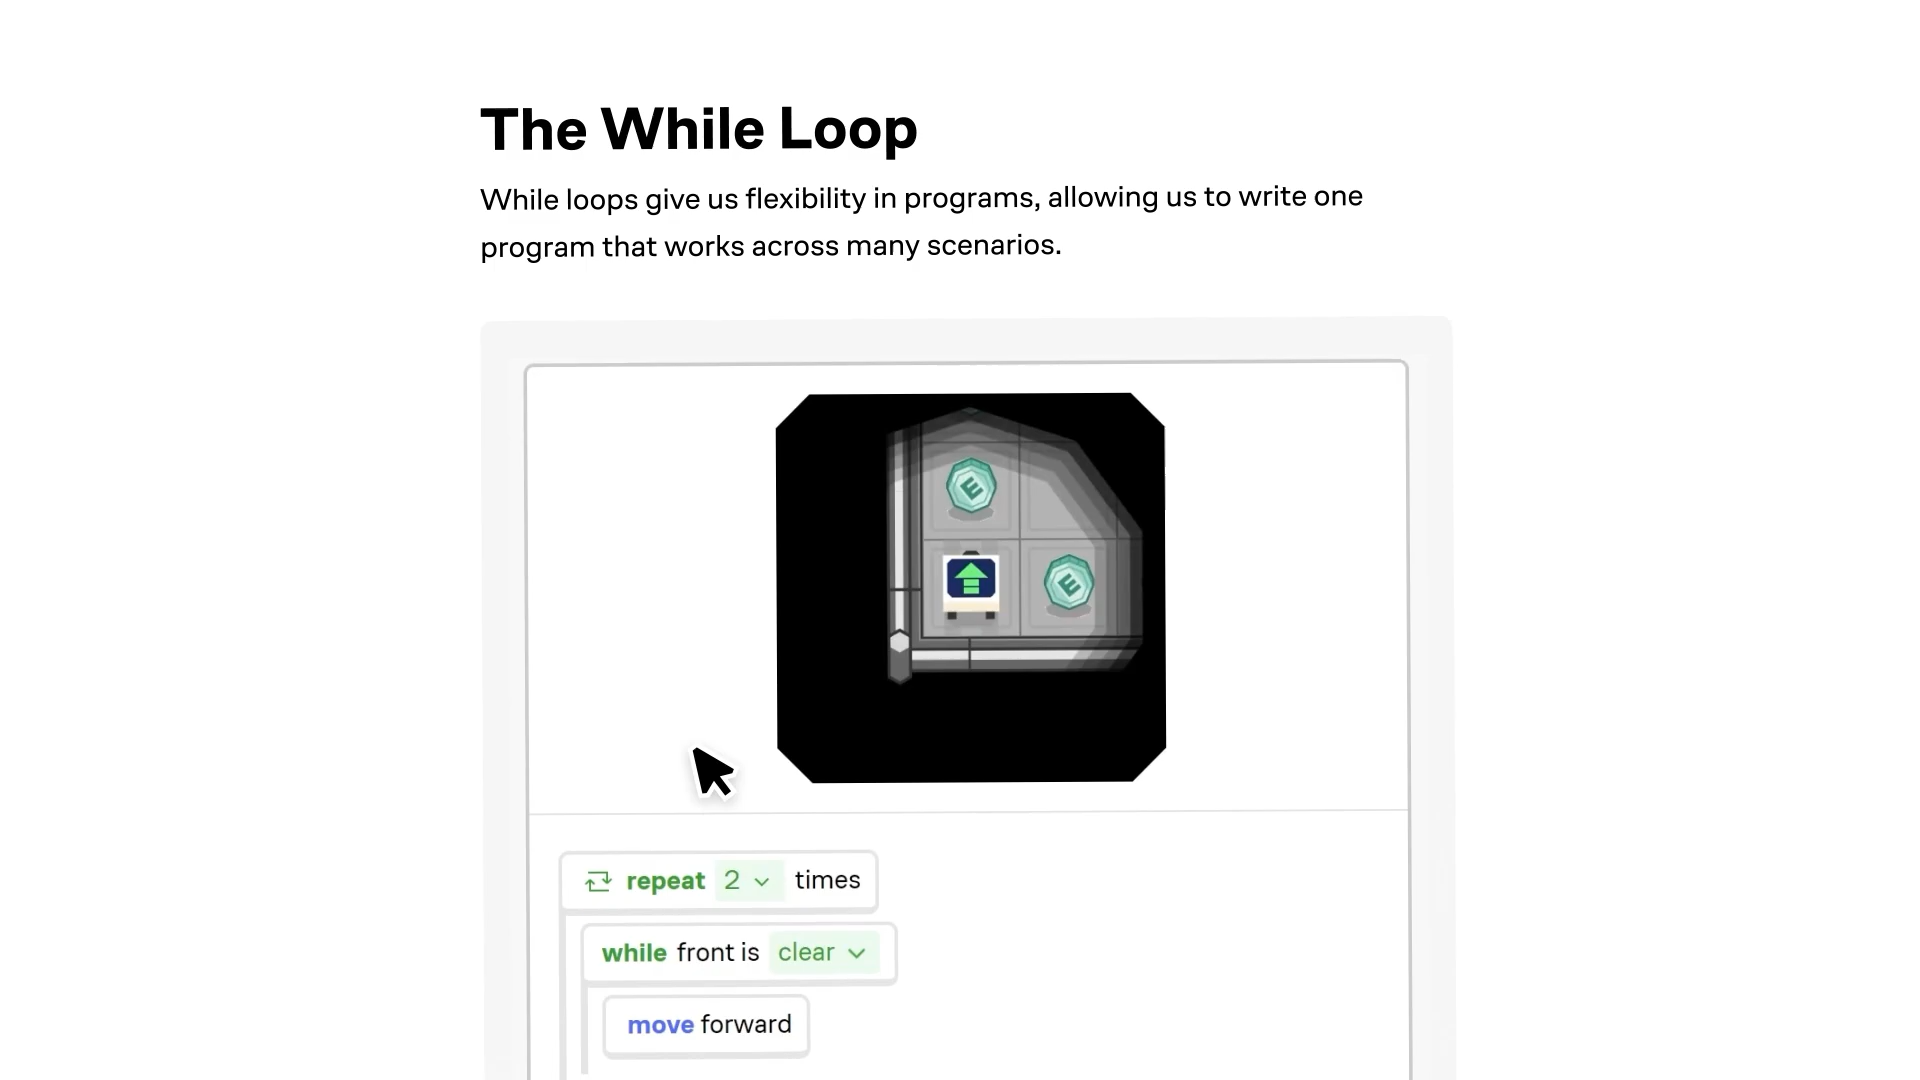 The While Loop
While loops give us flexibility in programs, allowing us to write one
program that works across many scenarios.
E
E
repeat 2 times
while front is clear
move forward